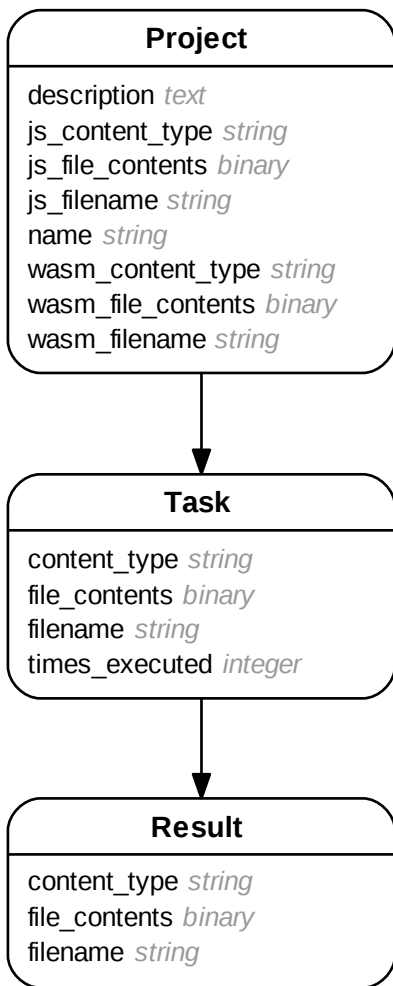 Project
description text
js_content_type string
js_file_contents binary
js_filename string
name string
wasm_content_type string
wasm_file_contents binary
wasm_filename string
Task
content_type string
file_contents binary
filename string
times_executed integer
Result
content_type string
file_contents binary
filename string